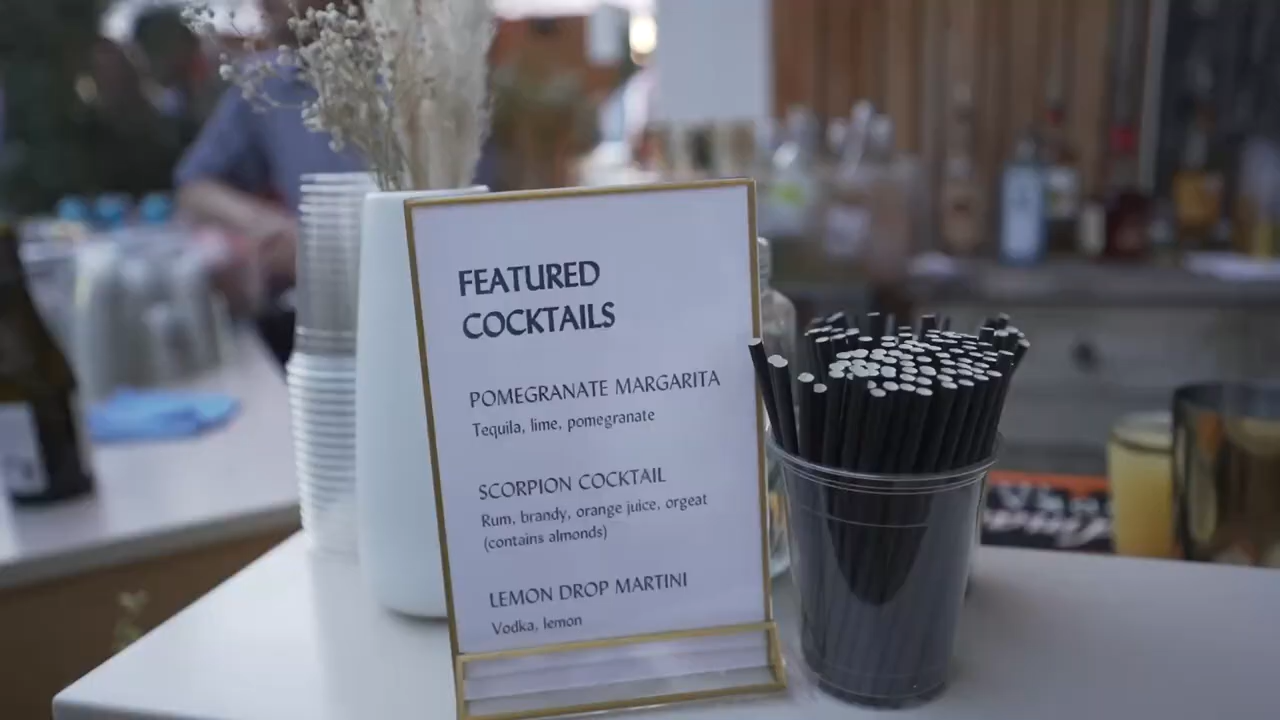 FEATURED
COCKTAILS
POMEGRANATE MARGARITA
Tequila, lime, pomegranate
SCORPION COCKTAIL
Rum, brandy, orange juice, orgeat
(contains almonds)
LEMON DROP MARTINI
Vodka, lemon